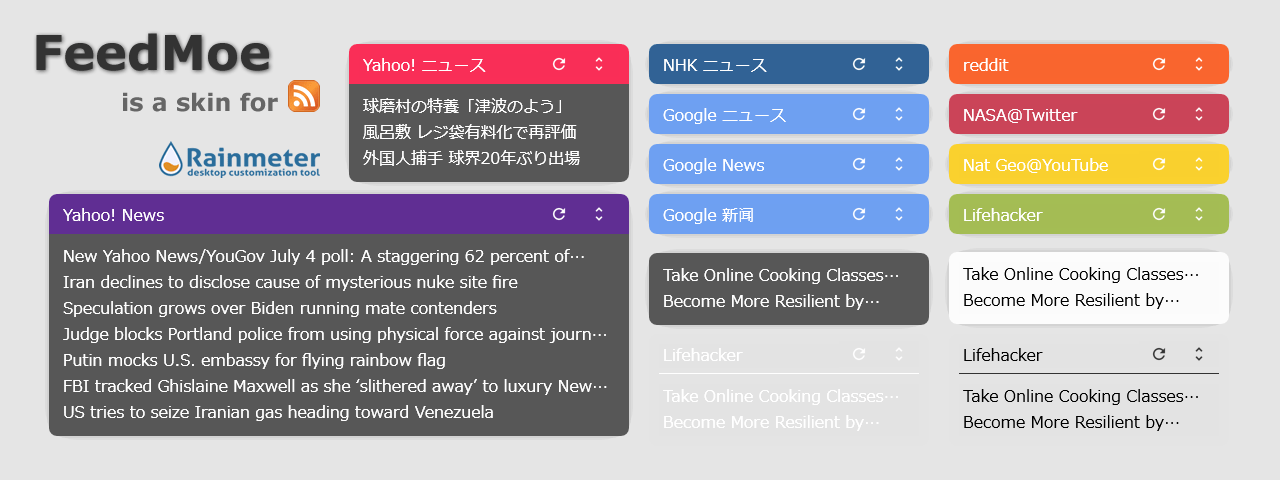 FeedMoe
is a skin for
Rainmeter
desktop customization tool
Yahoo! ニュース
球磨村の特養「津波のよう」
風呂敷 レジ袋有料化で再評価
外国人捕手 球界20年ぶり出場
Yahoo! News
New Yahoo News/YouGov July 4 poll: A staggering 62 percent of…
Iran declines to disclose cause of mysterious nuke site fire
Speculation grows over Biden running mate contenders
Judge blocks Portland police from using physical force against journ…
Putin mocks U.S. embassy for flying rainbow flag
FBI tracked Ghislaine Maxwell as she ‘slithered away’ to luxury New…
US tries to seize Iranian gas heading toward Venezuela
NHK ニュース
Google ニュース
Google News
Google 新闻
Take Online Cooking Classes…
Become More Resilient by…
Lifehacker
Take Online Cooking Classes…
Become More Resilient by…
reddit
NASA@Twitter
Nat Geo@YouTube
Lifehacker
Take Online Cooking Classes…
Become More Resilient by…
Lifehacker
Take Online Cooking Classes…
Become More Resilient by…